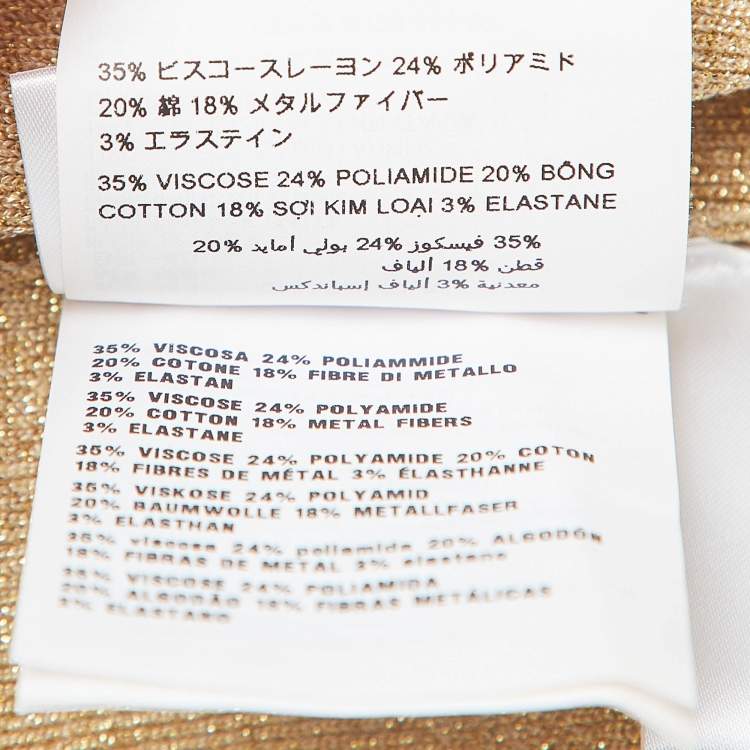 35% ビスコースレーヨン 24% ポリアミド
20% 綿 18% メタルファイバー
3% エラステイン
35% VISCOSE 24% POLIAMIDE 20% BÔNG
COTTON 18% SỢI KIM LOẠI 3% ELASTANE
35% فيسكوز 24% بولي أمايد 20%
قطن 18% ألياف
معدنية 3% ألياف إسباندكس
35% VISCOSA 24% POLIAMMIDE
20% COTONE 18% FIBRE DI METALLO
3% ELASTAN
35% VISCOSE 24% POLYAMIDE
20% COTTON 18% METAL FIBERS
3% ELASTANE
35% VISCOSE 24% POLYAMIDE 20% COTON
18% FIBRES DE MÉTAL 3% ÉLASTHANNE
35% VISKOSE 24% POLYAMID
20% BAUMWOLLE 18% METALLFASER
3% ELASTHAN
35% viscosa 24% poliamida 20% ALGODÓN
18% FIBRAS DE METAL 3% elastano
35% VISCOSE 24% POLIAMIDA
20% ALGODÃO 18% FIBRAS METÁLICAS
3% ELASTANO